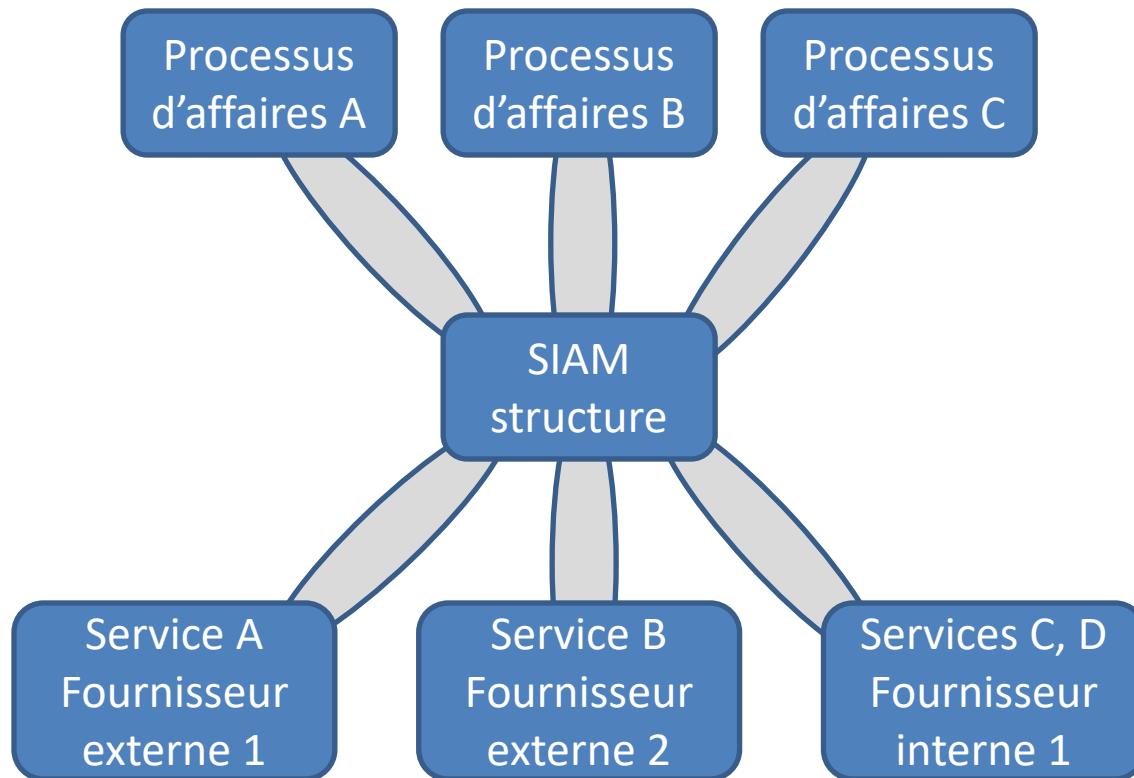 Processus
d’affaires A
Processus
d’affaires B
Processus
d’affaires C
SIAM
structure
Service A
Fournisseur
externe 1
Service B
Fournisseur
externe 2
Services C, D
Fournisseur
interne 1